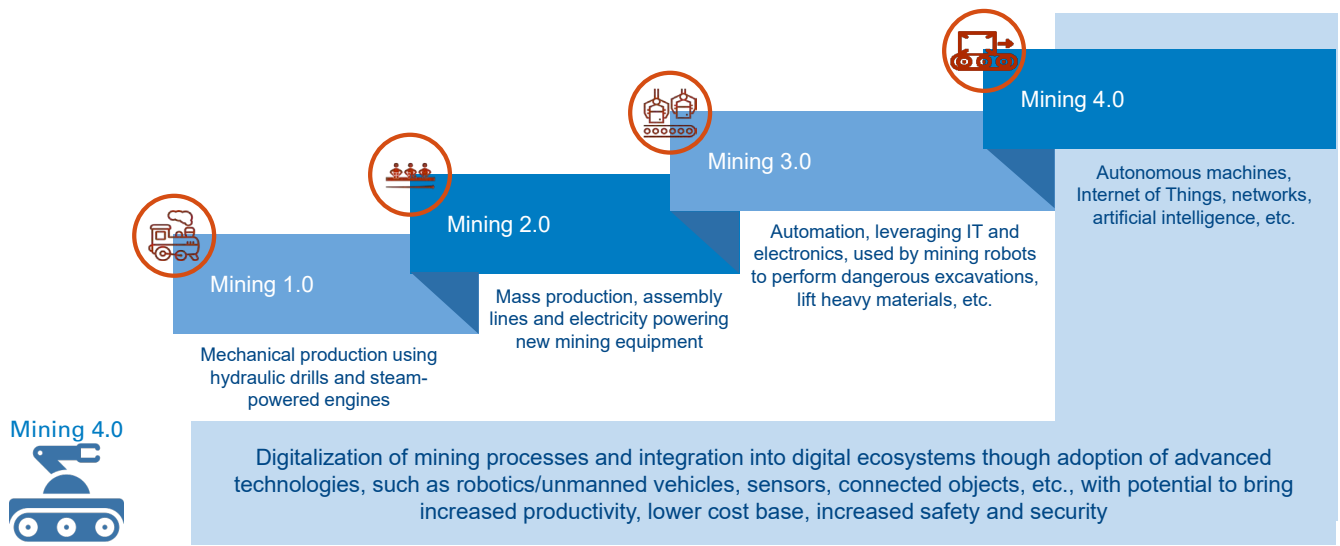 Mining 1.0
Mechanical production using
hydraulic drills and steam-
powered engines
Mining 2.0
Mass production, assembly
lines and electricity powering
new mining equipment
Mining 3.0
Automation, leveraging IT and
electronics, used by mining robots
to perform dangerous excavations,
lift heavy materials, etc.
Mining 4.0
Autonomous machines,
Internet of Things, networks,
artificial intelligence, etc.
Mining 4.0
Digitalization of mining processes and integration into digital ecosystems though adoption of advanced
technologies, such as robotics/unmanned vehicles, sensors, connected objects, etc., with potential to bring
increased productivity, lower cost base, increased safety and security